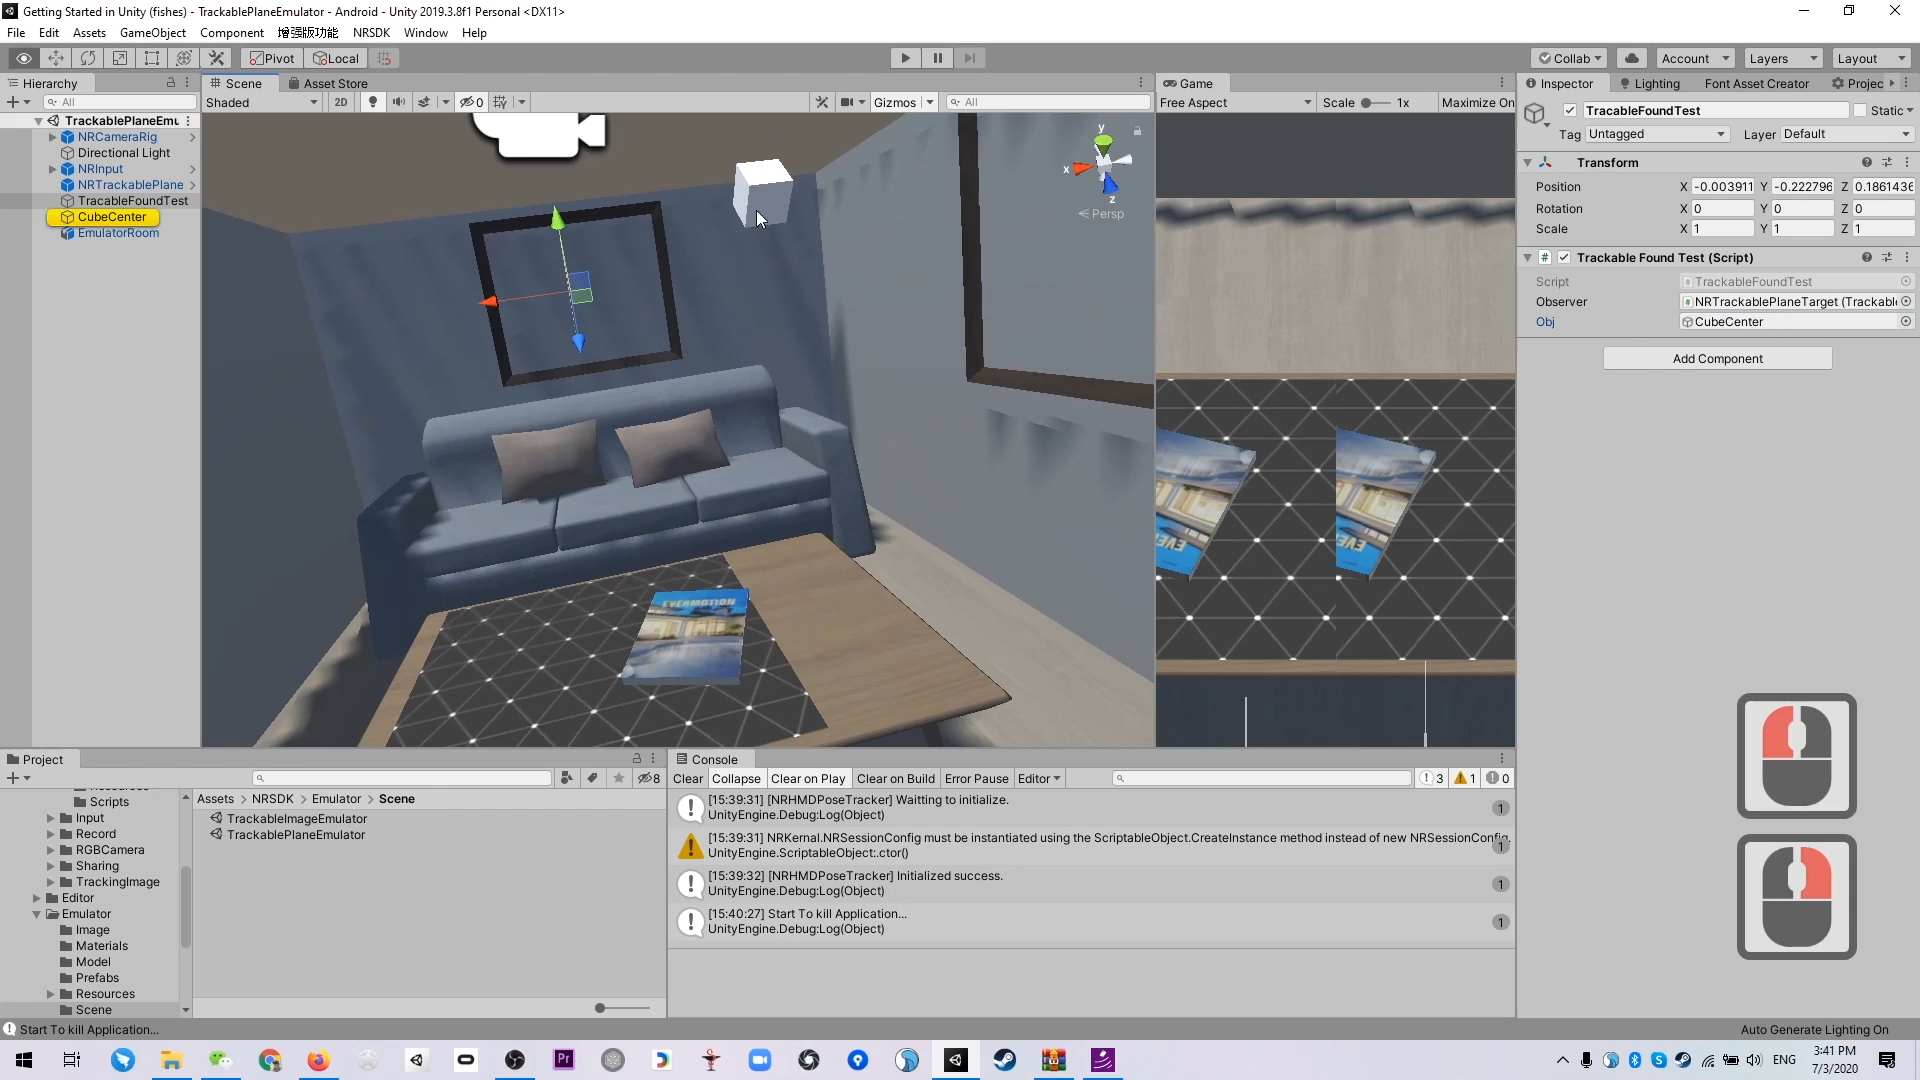 Getting Started in Unity (fishes) - TrackablePlaneEmulator - Android - Unity 2019.3.8f1 Personal <DX11>
File Edit Assets GameObject Component 增强版功能 NRSDK Window Help
Pivot Local Collab Account Layers Layout
Hierarchy
All
TrackablePlaneEmu
NRCameraRig
Directional Light
NRInput
NRTrackablePlane
TracableFoundTest
CubeCenter
EmulatorRoom
Scene Asset Store
Shaded 2D 0 Gizmos All
y
x
z
Persp
EVERMOTION
Game
Free Aspect Scale 1x Maximize On
Inspector Lighting Font Asset Creator Projec
TracableFoundTest Static
Tag Untagged Layer Default
Transform
Position X -0.003911 Y -0.222796 Z 0.1861436
Rotation X 0 Y 0 Z 0
Scale X 1 Y 1 Z 1
# Trackable Found Test (Script)
Script TrackableFoundTest
Observer NRTrackablePlaneTarget (Trackabl
Obj CubeCenter
Add Component
Project
8
Scripts
Input
Record
RGBCamera
Sharing
TrackingImage
Editor
Emulator
Image
Materials
Model
Prefabs
Resources
Scene
Assets > NRSDK > Emulator > Scene
TrackableImageEmulator
TrackablePlaneEmulator
Console
Clear Collapse Clear on Play Clear on Build Error Pause Editor 3 1 0
[15:39:31] [NRHMDPoseTracker] Waitting to initialize.
UnityEngine.Debug:Log(Object)
1
[15:39:31] NRKernal.NRSessionConfig must be instantiated using the ScriptableObject.CreateInstance method instead of new NRSessionConfig.
UnityEngine.ScriptableObject:.ctor()
1
[15:39:32] [NRHMDPoseTracker] Initialized success.
UnityEngine.Debug:Log(Object)
1
[15:40:27] Start To kill Application...
UnityEngine.Debug:Log(Object)
1
Start To kill Application...
Auto Generate Lighting On
Pr
ENG
3:41 PM
7/3/2020